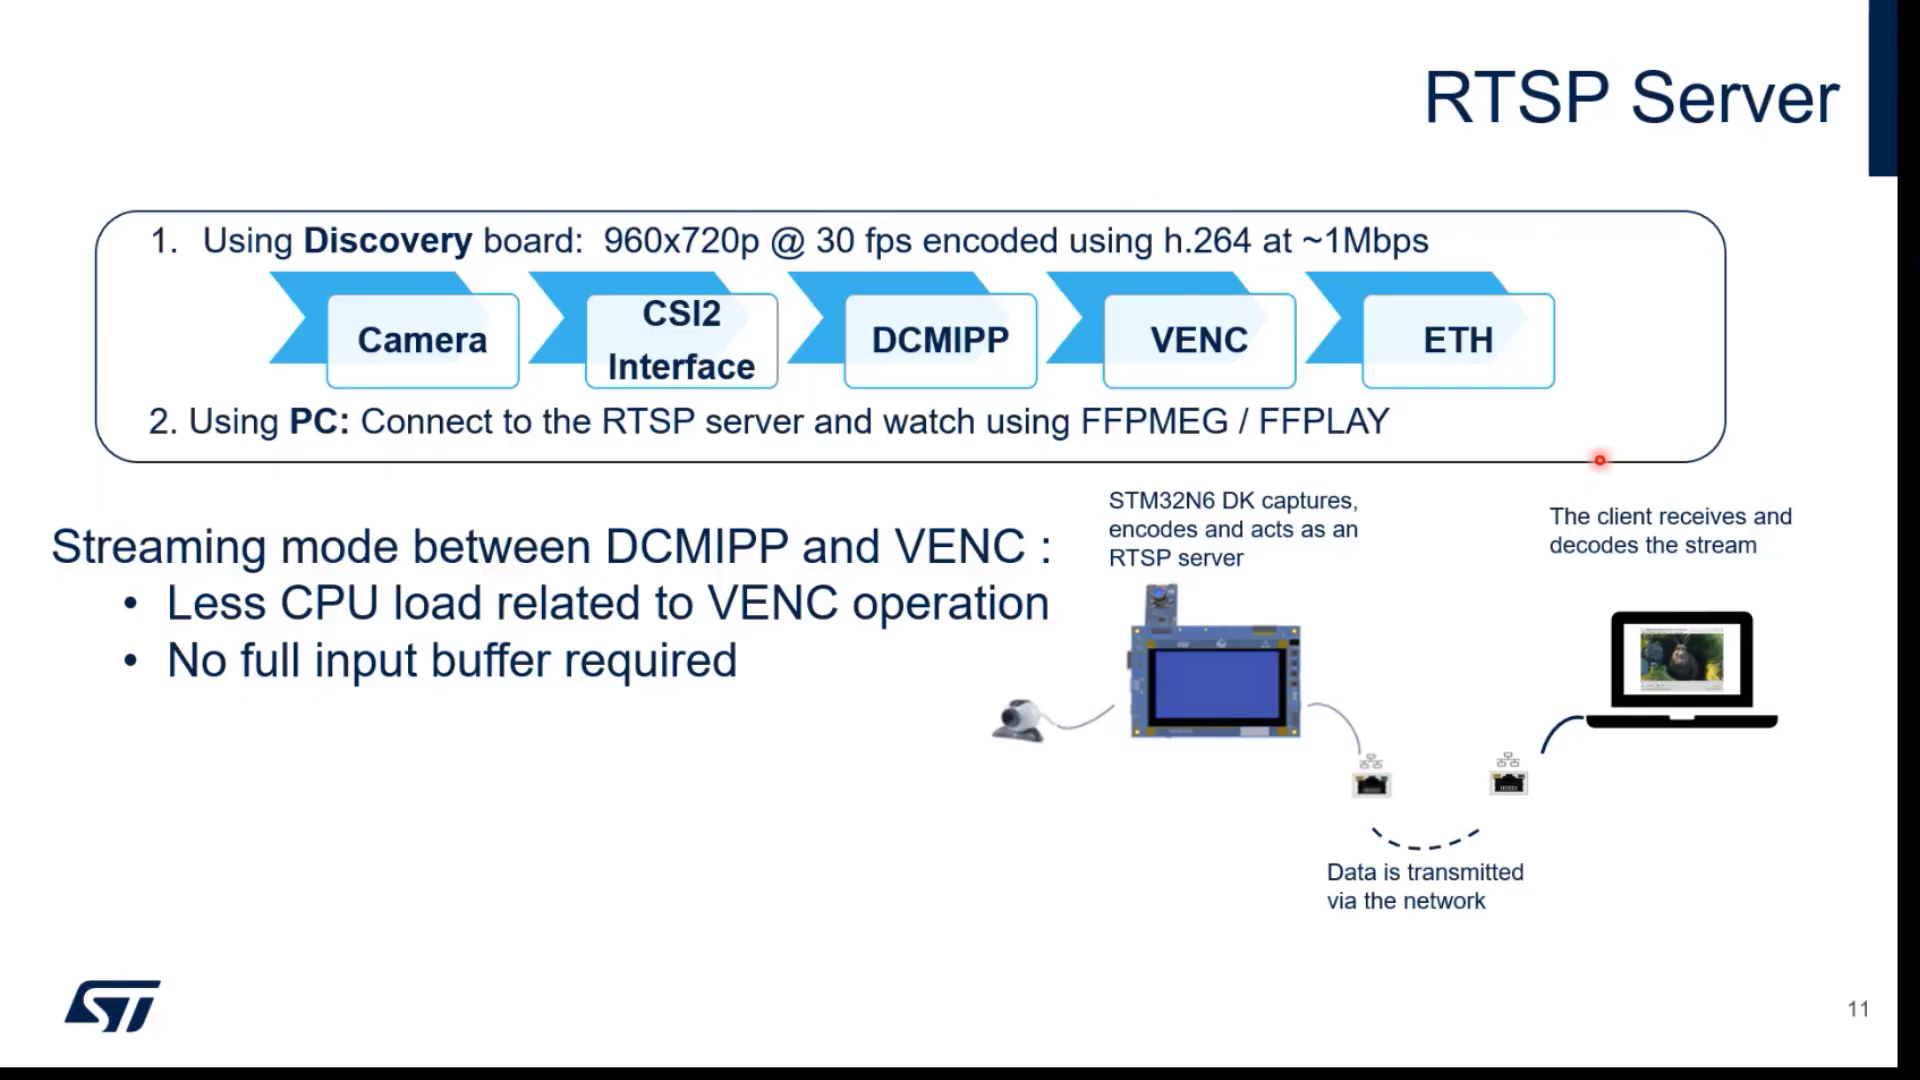 RTSP Server
1. Using Discovery board: 960x720p @ 30 fps encoded using h.264 at ~1Mbps
Camera
CSI2
Interface
DCMIPP
VENC
ETH
2. Using PC: Connect to the RTSP server and watch using FFPMEG / FFPLAY
Streaming mode between DCMIPP and VENC :
• Less CPU load related to VENC operation
• No full input buffer required
STM32N6 DK captures,
encodes and acts as an
RTSP server
The client receives and
decodes the stream
Data is transmitted
via the network
ST
11